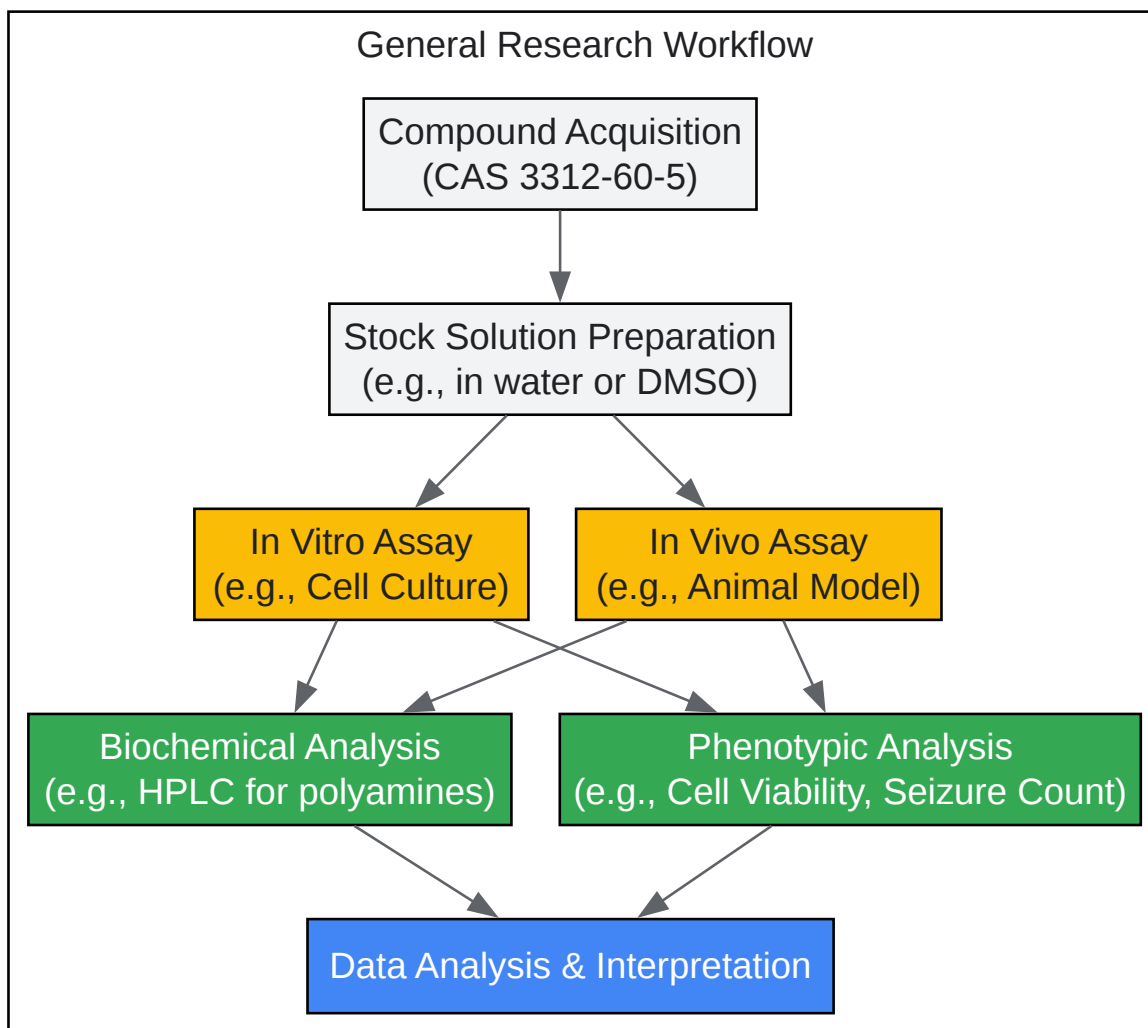 General Research Workflow
Compound Acquisition
(CAS 3312-60-5)
Stock Solution Preparation
(e.g., in water or DMSO)
In Vitro Assay
(e.g., Cell Culture)
In Vivo Assay
(e.g., Animal Model)
Biochemical Analysis
(e.g., HPLC for polyamines)
Phenotypic Analysis
(e.g., Cell Viability, Seizure Count)
Data Analysis & Interpretation